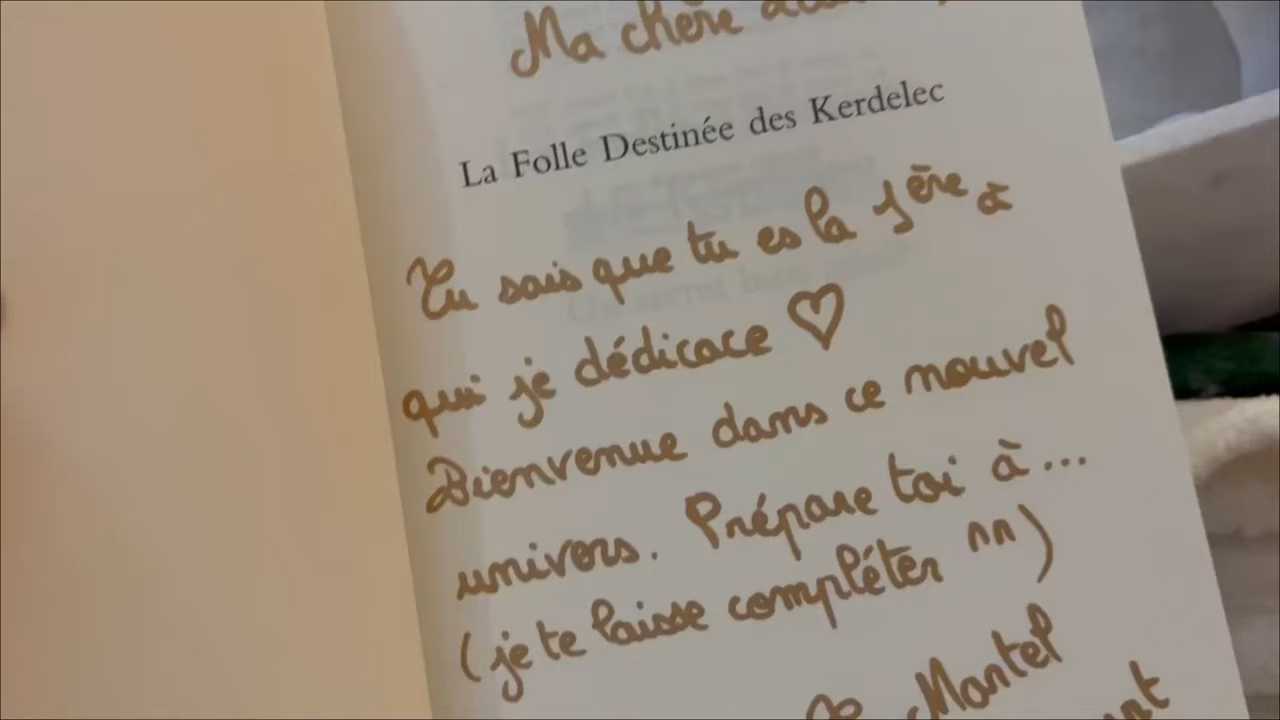 Ma chère
La Folle Destinée des Kerdelec
Tu sais que tu es la 1ère à
qui je dédicace ♡
Bienvenue dans ce nouvel
univers. Prépare toi à...
(je te laisse compléter ^^)
Martel